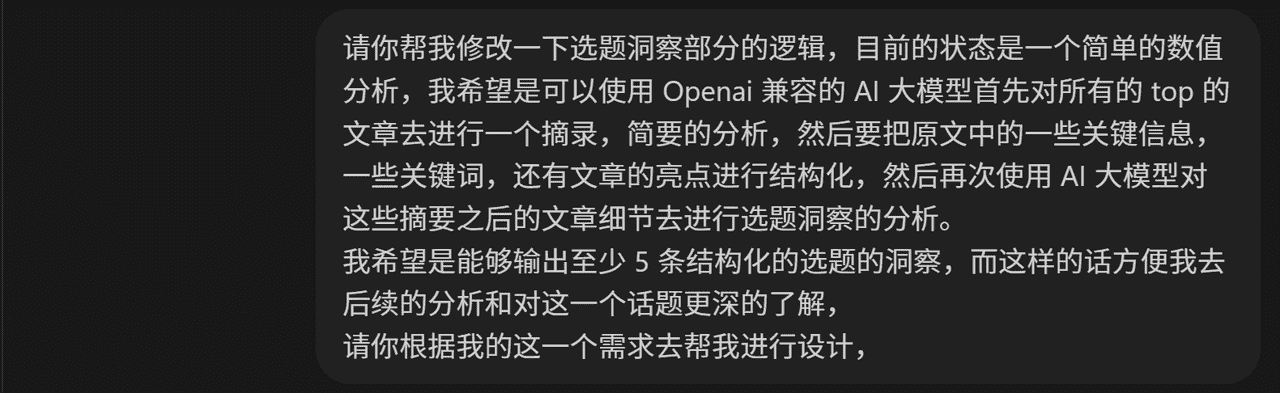 请你帮我修改一下选题洞察部分的逻辑，目前的状态是一个简单的数值
分析，我希望是可以使用 Openai 兼容的 AI 大模型首先对所有的 top 的
文章去进行一个摘录，简要的分析，然后要把原文中的一些关键信息，
一些关键词，还有文章的亮点进行结构化，然后再次使用 AI 大模型对
这些摘要之后的文章细节去进行选题洞察的分析。
我希望是能够输出至少 5 条结构化的选题的洞察，而这样的话方便我去
后续的分析和对这一个话题更深的了解，
请你根据我的这一个需求去帮我进行设计，